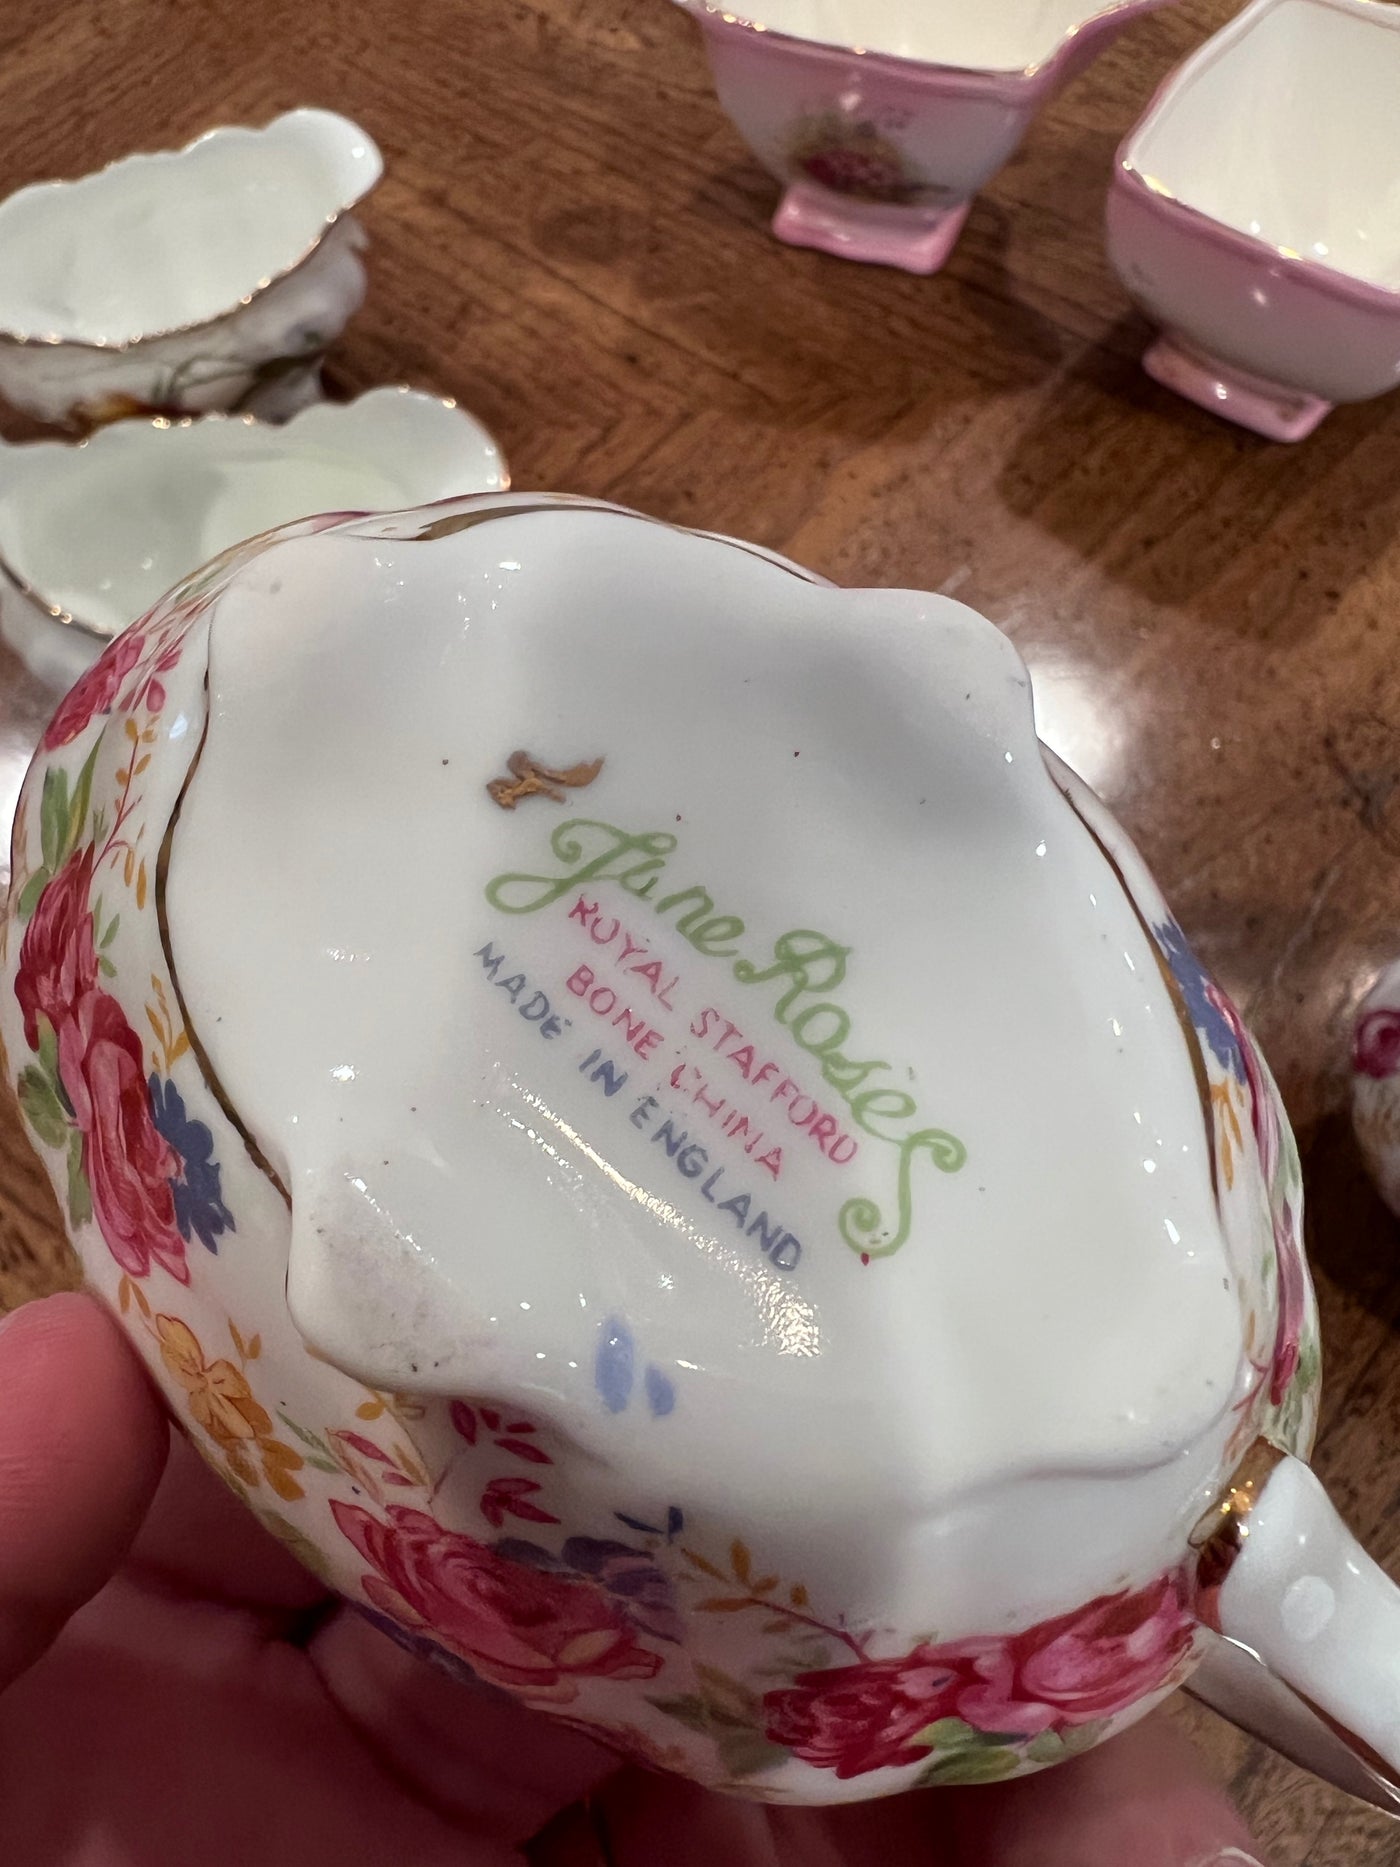 June Roses
ROYAL STAFFORD
BONE CHINA
MADE IN ENGLAND